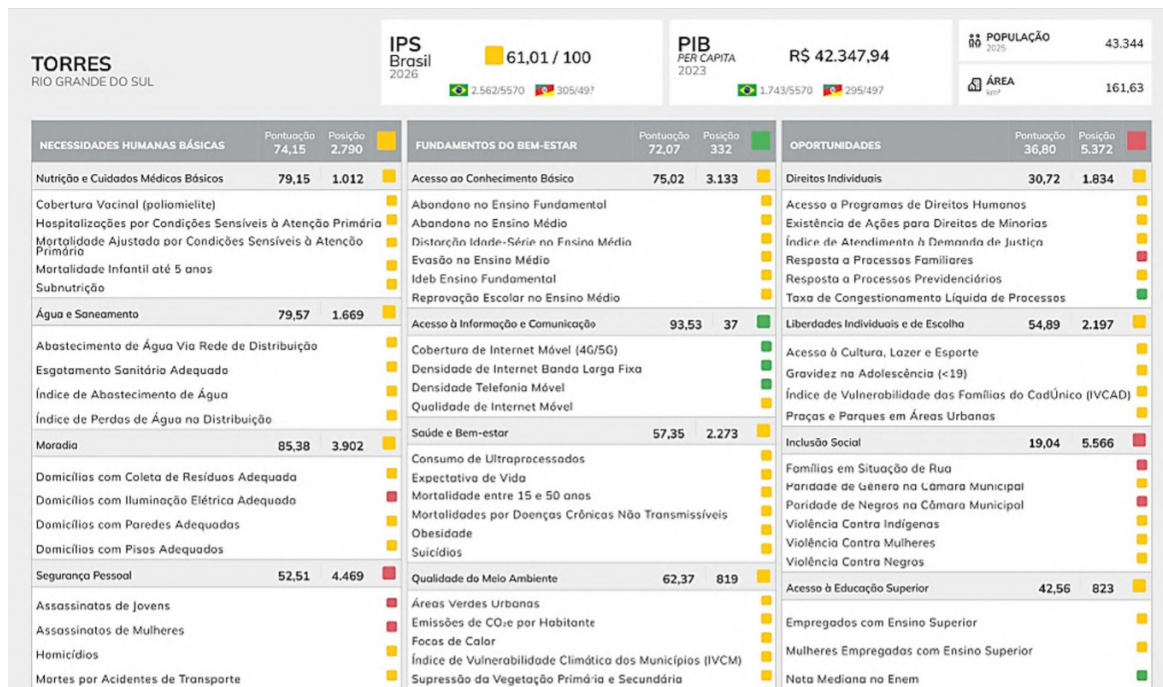 TORRES
RIO GRANDE DO SUL
IPS
Brasil
2026
61,01 / 100
2.562/5570 305/497
PIB
PER CAPITA
2023
R$ 42.347,94
1.743/5570 295/497
POPULAÇÃO
2025
43.344
ÁREA
km²
161,63
NECESSIDADES HUMANAS BÁSICAS Pontuação 74,15 Posição 2.790
Nutrição e Cuidados Médicos Básicos 79,15 1.012
Cobertura Vacinal (poliomielite)
Hospitalizações por Condições Sensíveis à Atenção Primária
Mortalidade Ajustada por Condições Sensíveis à Atenção
Primária
Mortalidade Infantil até 5 anos
Subnutrição
Água e Saneamento 79,57 1.669
Abastecimento de Água Via Rede de Distribuição
Esgotamento Sanitário Adequado
Índice de Abastecimento de Água
Índice de Perdas de Água na Distribuição
Moradia 85,38 3.902
Domicílios com Coleta de Resíduos Adequada
Domicílios com Iluminação Elétrica Adequada
Domicílios com Paredes Adequadas
Domicílios com Pisos Adequados
Segurança Pessoal 52,51 4.469
Assassinatos de Jovens
Assassinatos de Mulheres
Homicídios
Mortes por Acidentes de Transporte
FUNDAMENTOS DO BEM-ESTAR Pontuação 72,07 Posição 332
Acesso ao Conhecimento Básico 75,02 3.133
Abandono no Ensino Fundamental
Abandono no Ensino Médio
Distorção Idade-Série no Ensino Médio
Evasão no Ensino Médio
Ideb Ensino Fundamental
Reprovação Escolar no Ensino Médio
Acesso à Informação e Comunicação 93,53 37
Cobertura de Internet Móvel (4G/5G)
Densidade de Internet Banda Larga Fixa
Densidade Telefonia Móvel
Qualidade de Internet Móvel
Saúde e Bem-estar 57,35 2.273
Consumo de Ultraprocessados
Expectativa de Vida
Mortalidade entre 15 e 50 anos
Mortalidades por Doenças Crônicas Não Transmissíveis
Obesidade
Suicídios
Qualidade do Meio Ambiente 62,37 819
Áreas Verdes Urbanas
Emissões de CO₂e por Habitante
Focos de Calor
Índice de Vulnerabilidade Climática dos Municípios (IVCM)
Supressão da Vegetação Primária e Secundária
OPORTUNIDADES Pontuação 36,80 Posição 5.372
Direitos Individuais 30,72 1.834
Acesso a Programas de Direitos Humanos
Existência de Ações para Direitos de Minorias
Índice de Atendimento à Demanda de Justiça
Resposta a Processos Familiares
Resposta a Processos Previdenciários
Taxa de Congestionamento Líquida de Processos
Liberdades Individuais e de Escolha 54,89 2.197
Acesso à Cultura, Lazer e Esporte
Gravidez na Adolescência (<19)
Índice de Vulnerabilidade das Famílias do CadÚnico (IVCAD)
Praças e Parques em Áreas Urbanas
Inclusão Social 19,04 5.566
Famílias em Situação de Rua
Paridade de Gênero na Câmara Municipal
Paridade de Negros na Câmara Municipal
Violência Contra Indígenas
Violência Contra Mulheres
Violência Contra Negros
Acesso à Educação Superior 42,56 823
Empregados com Ensino Superior
Mulheres Empregadas com Ensino Superior
Nota Mediana no Enem